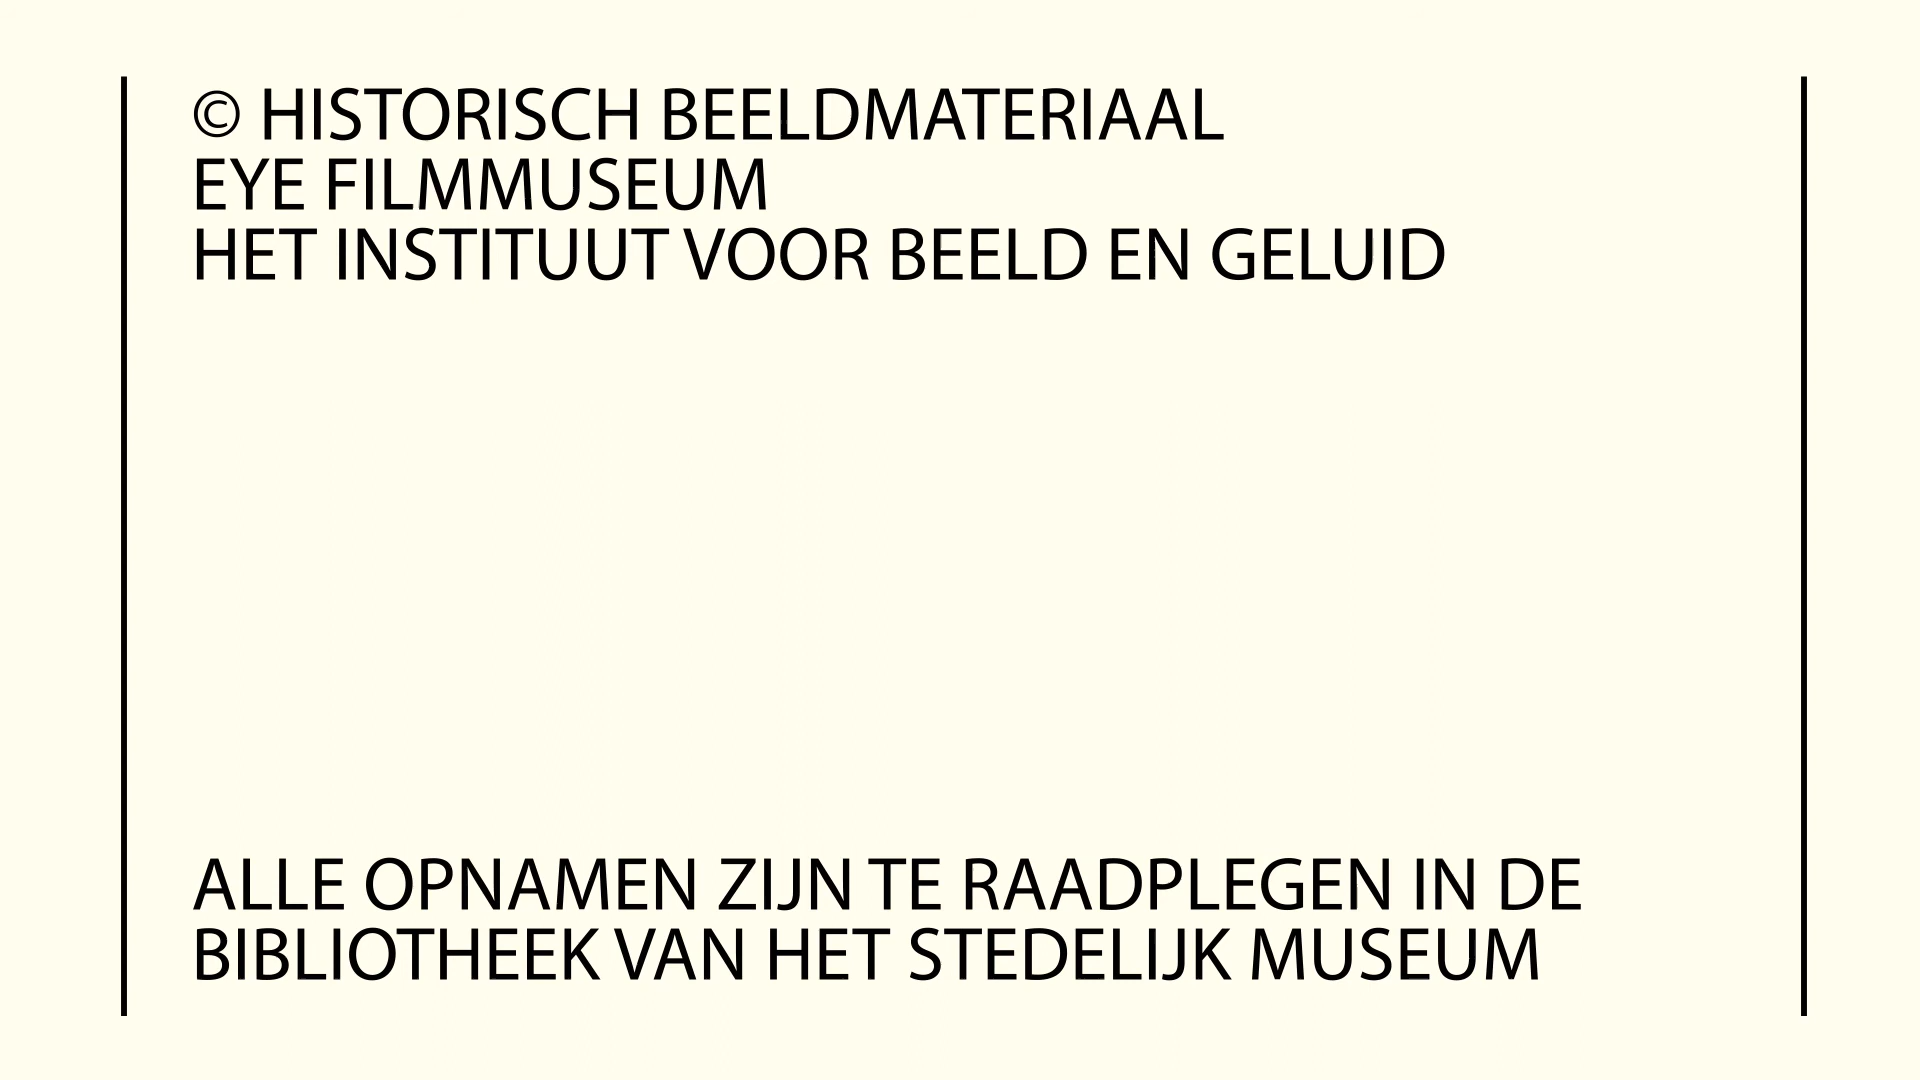 © HISTORISCH BEELDMATERIAAL
EYE FILMMUSEUM
HET INSTITUUT VOOR BEELD EN GELUID
ALLE OPNAMEN ZIJN TE RAADPLEGEN IN DE
BIBLIOTHEEK VAN HET STEDELIJK MUSEUM